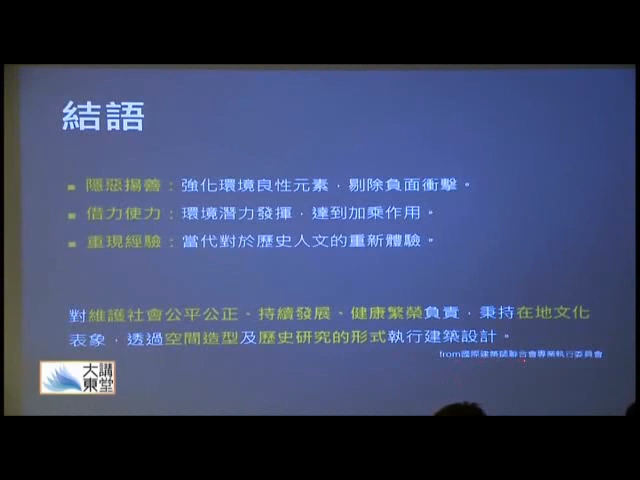 結語
隱惡揚善：強化環境良性元素，剔除負面衝擊。
借力使力：環境潛力發揮，達到加乘作用。
重現經驗：當代對於歷史人文的重新體驗。
對維護社會公平公正、持續發展、健康繁榮負責，秉持在地文化
表象，透過空間造型及歷史研究的形式執行建築設計。
from國際建築師聯合會專業執行委員會
大講
東堂